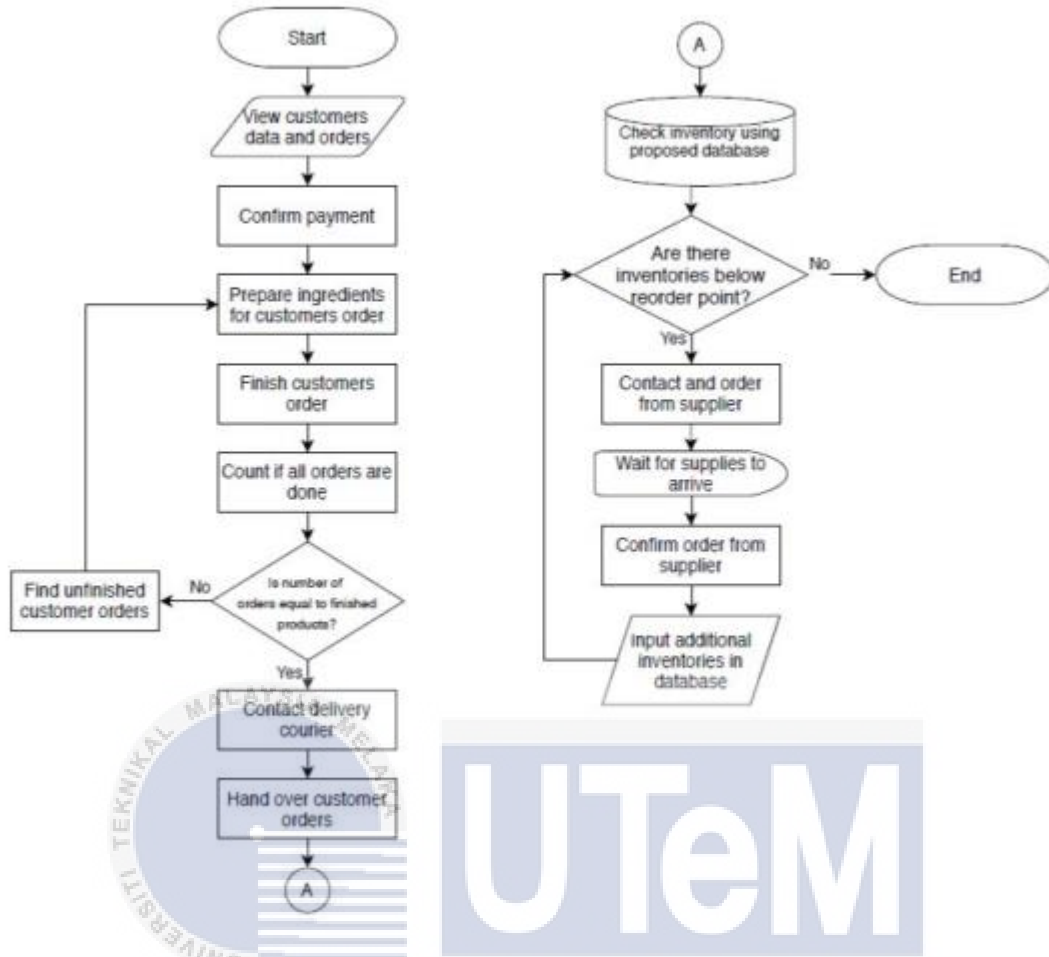 Start
View customers
data and orders
Confirm payment
Prepare ingredients
for customers order
Finish customers
order
Count if all orders are
done
Is number of
orders equal to finished
products?
No
Find unfinished
customer orders
Yes
Contact delivery
courier
Hand over customer
orders
A
A
Check inventory using
proposed database
Are there
inventories below
reorder point?
No
End
Yes
Contact and order
from supplier
Wait for supplies to
arrive
Confirm order from
supplier
Input additional
inventories in
database
UNIVERSITI TEKNIKAL MALAYSIA MELAKA
UTeM